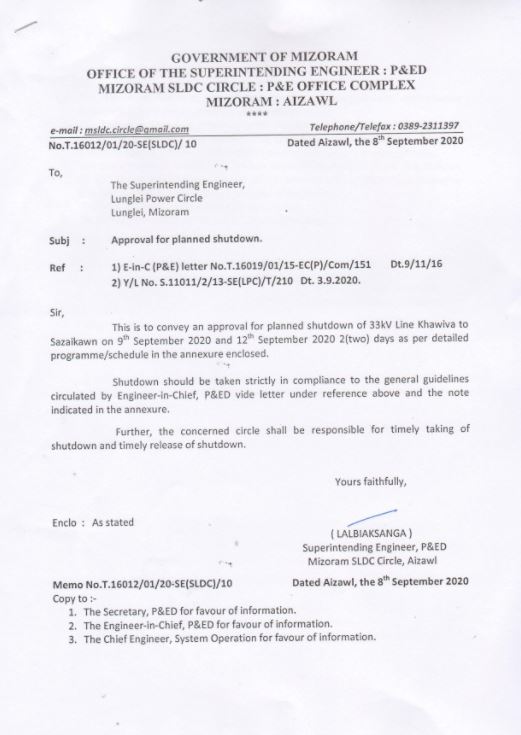 GOVERNMENT OF MIZORAM
OFFICE OF THE SUPERINTENDING ENGINEER : P&ED
MIZORAM SLDC CIRCLE : P&E OFFICE COMPLEX
MIZORAM : AIZAWL
****
e-mail : msldc.circle@gmail.com Telephone/Telefax : 0389-2311397
No.T.16012/01/20-SE(SLDC)/ 10 Dated Aizawl, the 8th September 2020
To,
The Superintending Engineer,
Lunglei Power Circle
Lunglei, Mizoram
Subj : Approval for planned shutdown.
Ref : 1) E-in-C (P&E) letter No.T.16019/01/15-EC(P)/Com/151 Dt.9/11/16
2) Y/L No. S.11011/2/13-SE(LPC)/T/210 Dt. 3.9.2020.
Sir,
This is to convey an approval for planned shutdown of 33kV Line Khawiva to
Sazaikawn on 9th September 2020 and 12th September 2020 2(two) days as per detailed
programme/schedule in the annexure enclosed.
Shutdown should be taken strictly in compliance to the general guidelines
circulated by Engineer-in-Chief, P&ED vide letter under reference above and the note
indicated in the annexure.
Further, the concerned circle shall be responsible for timely taking of
shutdown and timely release of shutdown.
Yours faithfully,
Enclo : As stated
( LALBIAKSANGA )
Superintending Engineer, P&ED
Mizoram SLDC Circle, Aizawl
Memo No.T.16012/01/20-SE(SLDC)/10 Dated Aizawl, the 8th September 2020
Copy to :-
1. The Secretary, P&ED for favour of information.
2. The Engineer-in-Chief, P&ED for favour of information.
3. The Chief Engineer, System Operation for favour of information.